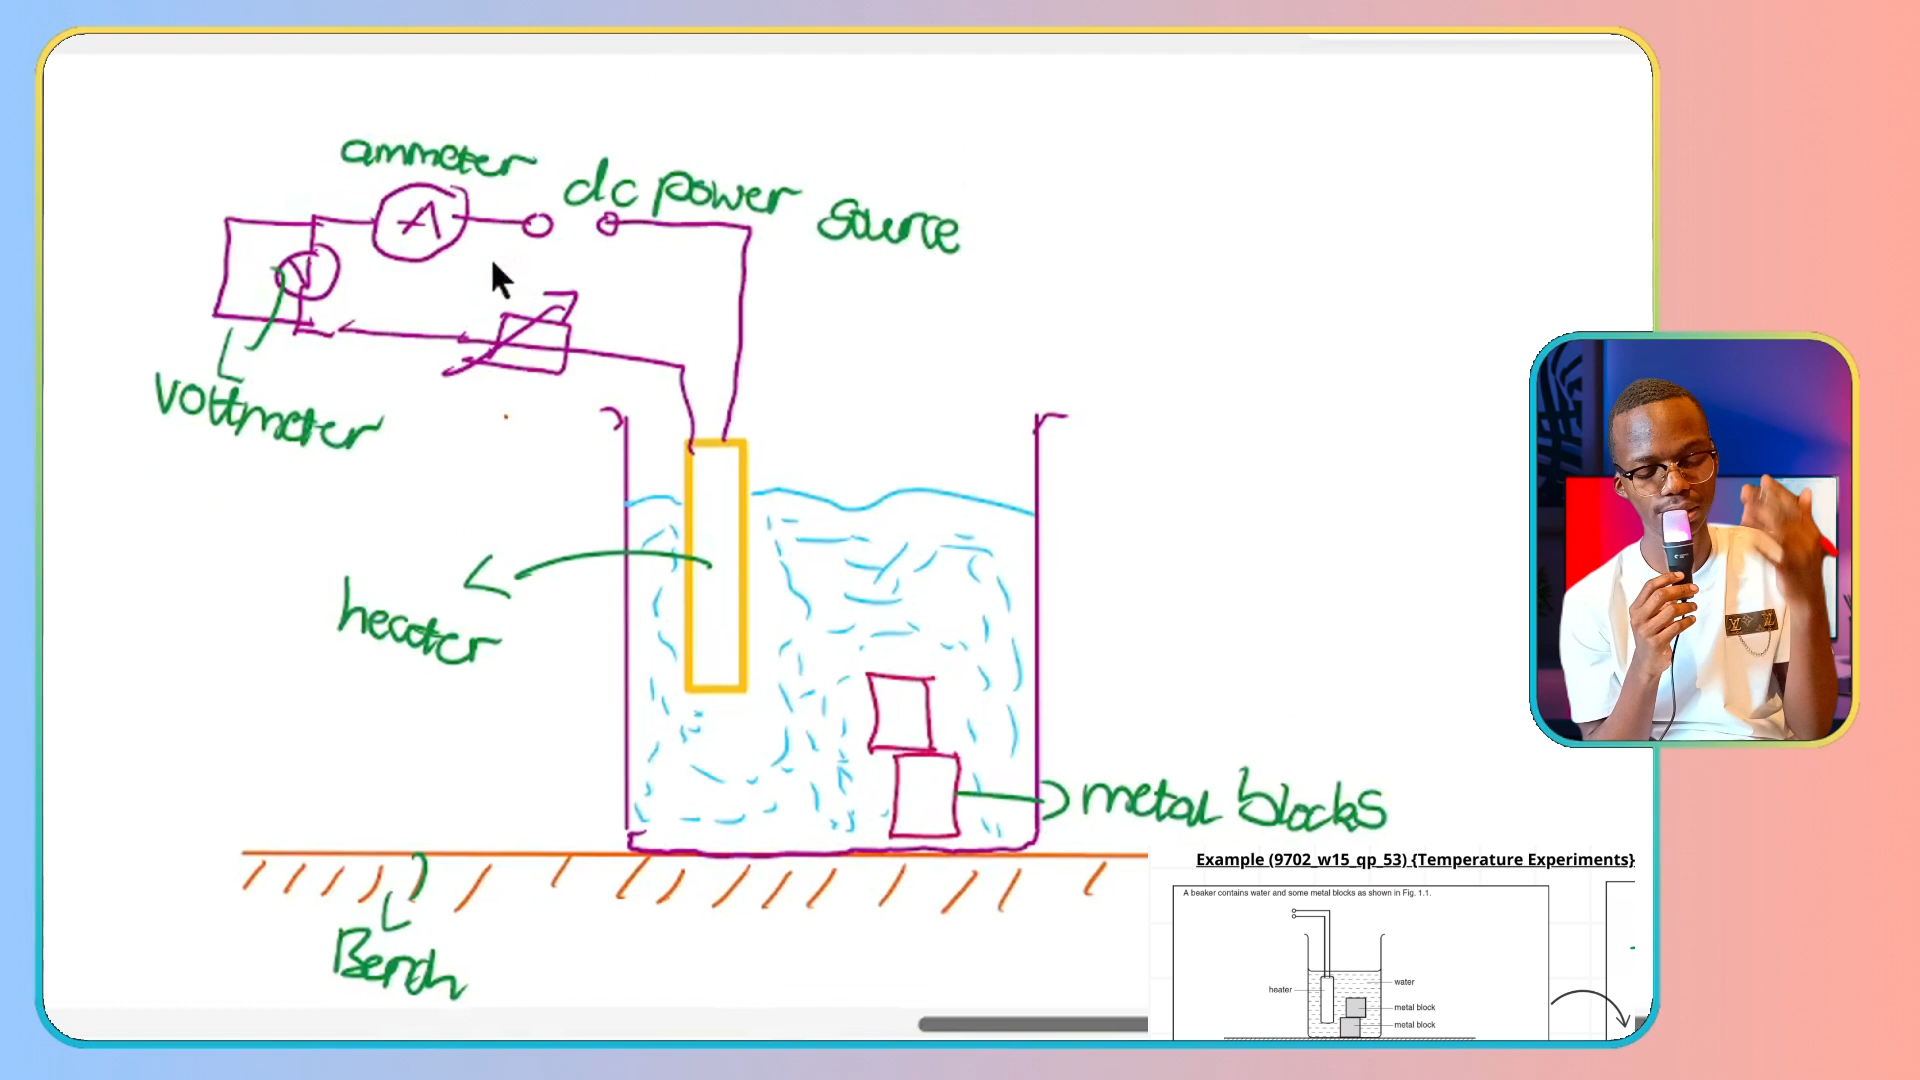 ammeter
dc power source
A
V
voltmeter
heater
metal blocks
Bench
Example (9702_w15_qp_53) {Temperature Experiments}
A beaker contains water and some metal blocks as shown in Fig. 1.1.
water
heater
metal block
metal block